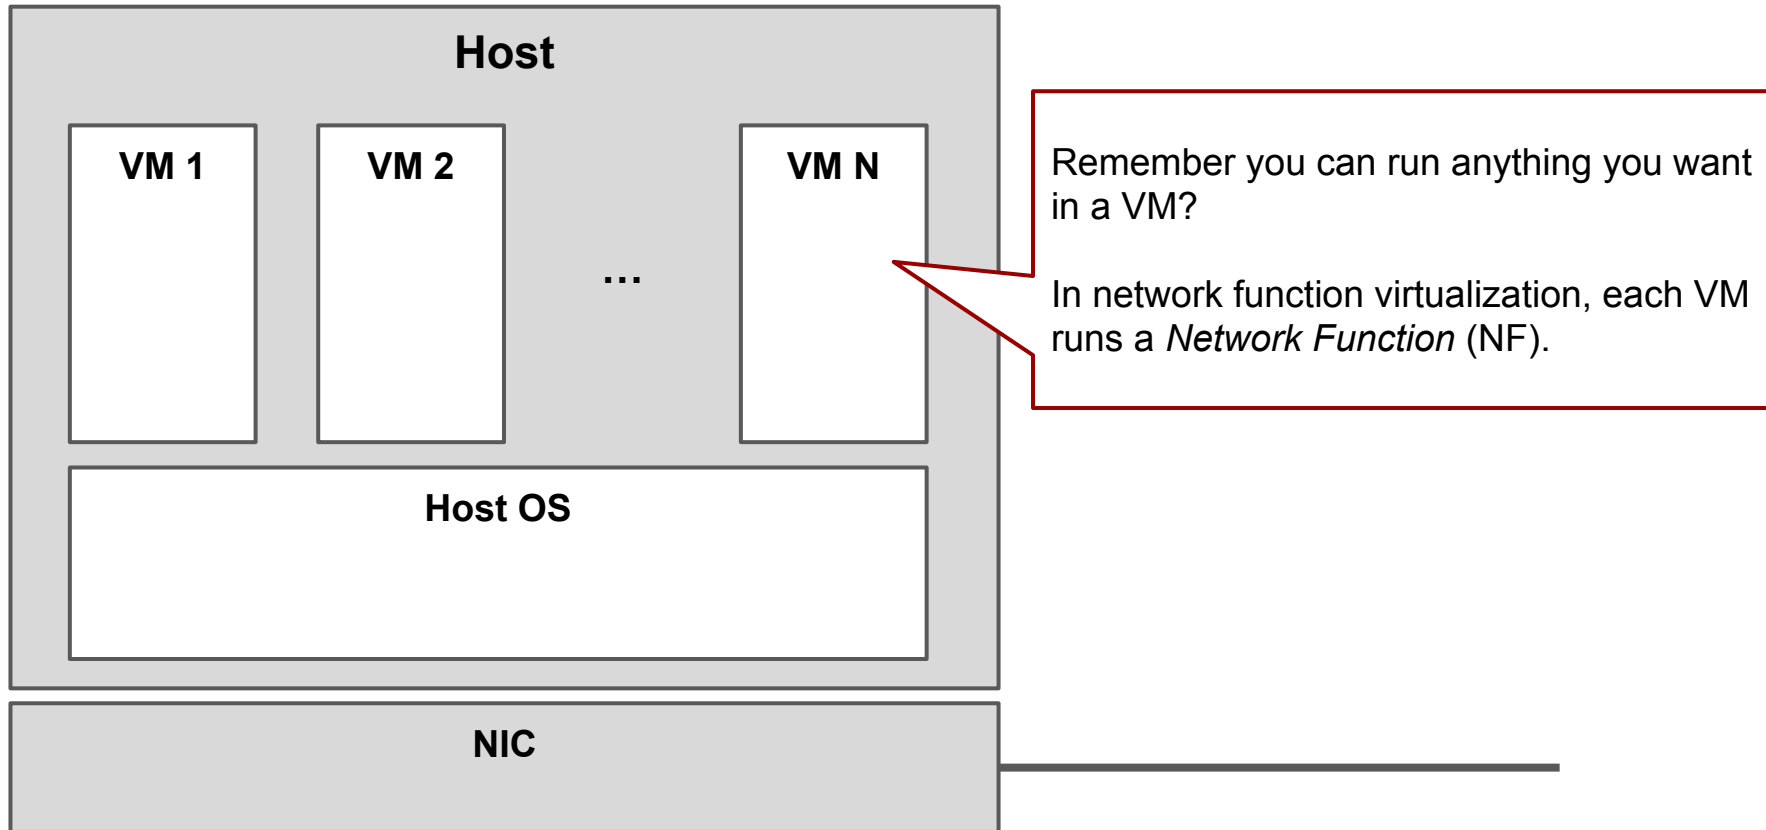 Host
VM 1
VM 2
...
VM N
Remember you can run anything you want
in a VM?
In network function virtualization, each VM
runs a Network Function (NF).
Host OS
NIC